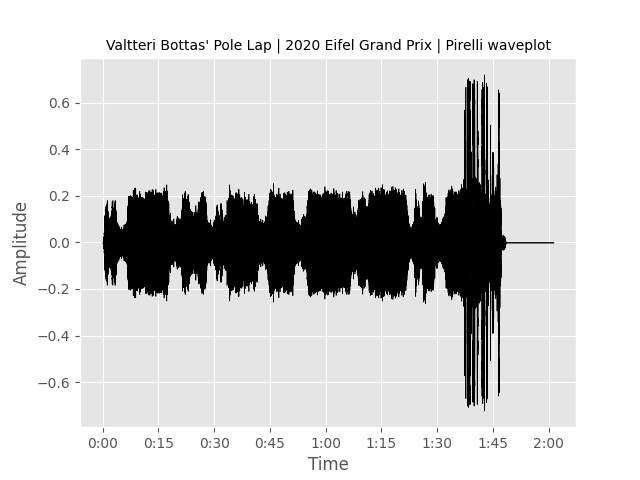 Valtteri Bottas' Pole Lap | 2020 Eifel Grand Prix | Pirelli waveplot
0.6
0.4
0.2
0.0
−0.2
−0.4
−0.6
Amplitude
0:00 0:15 0:30 0:45 1:00 1:15 1:30 1:45 2:00
Time